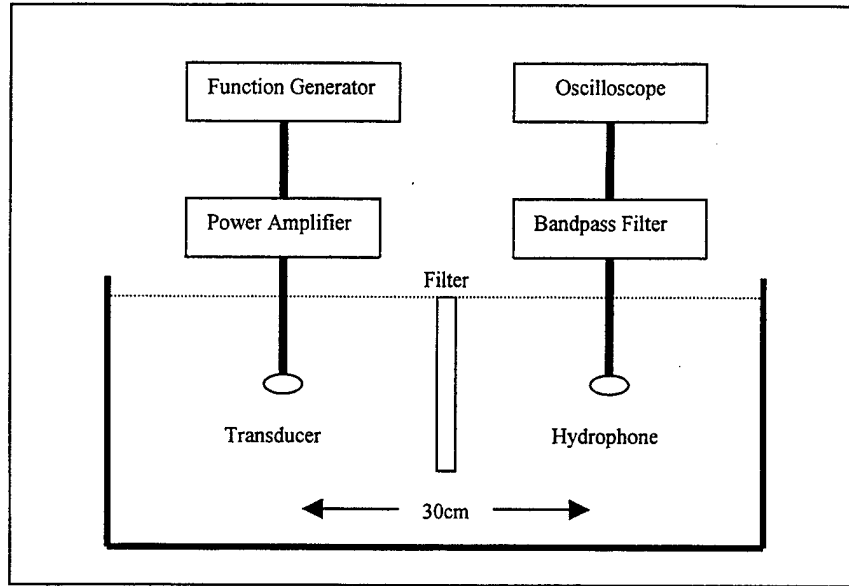 Function Generator
Oscilloscope
Power Amplifier
Bandpass Filter
Filter
Transducer
Hydrophone
30cm